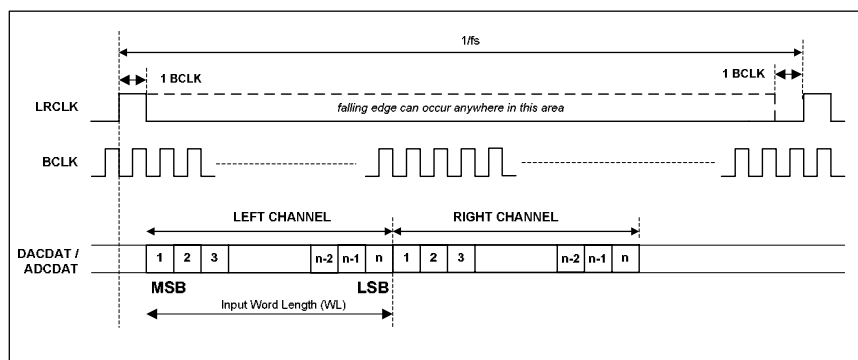 1/fs
1 BCLK
1 BCLK
LRCLK
falling edge can occur anywhere in this area
BCLK
LEFT CHANNEL
RIGHT CHANNEL
DACDAT /
ADCDAT
1 2 3 n-2 n-1 n 1 2 3 n-2 n-1 n
MSB
LSB
Input Word Length (WL)